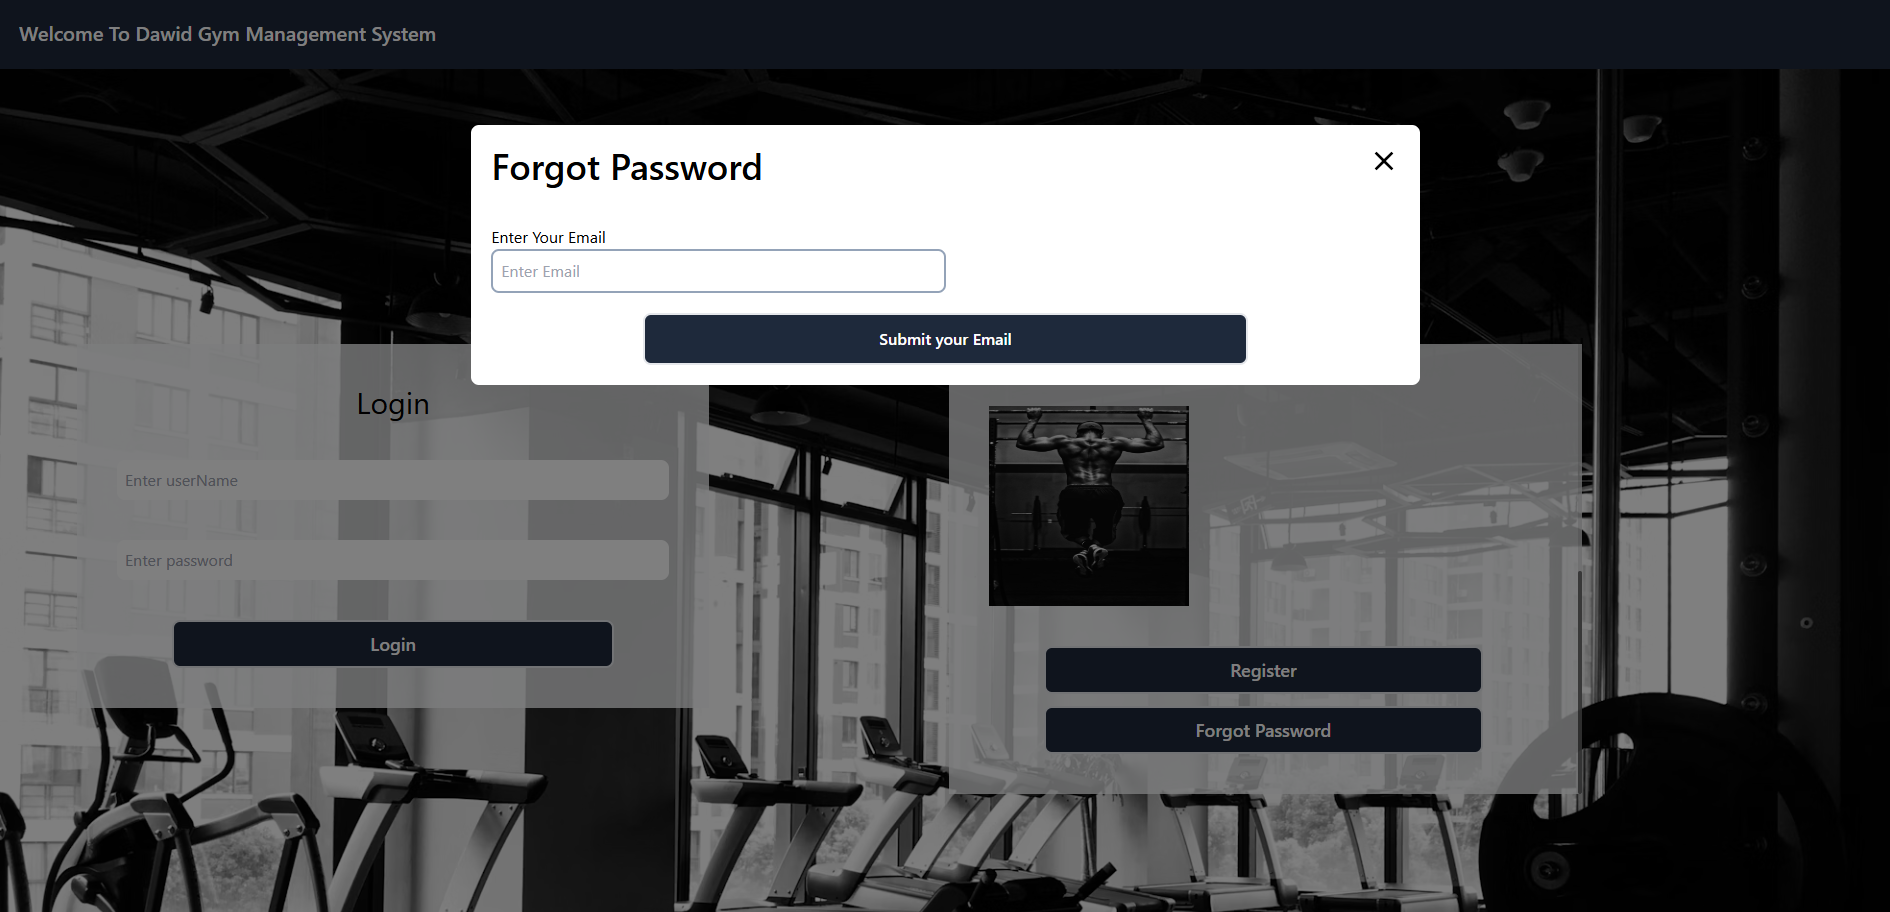 Welcome To Dawid Gym Management System
Forgot Password
Enter Your Email
Enter Email
Submit your Email
Login
Enter userName
Enter password
Login
Register
Forgot Password